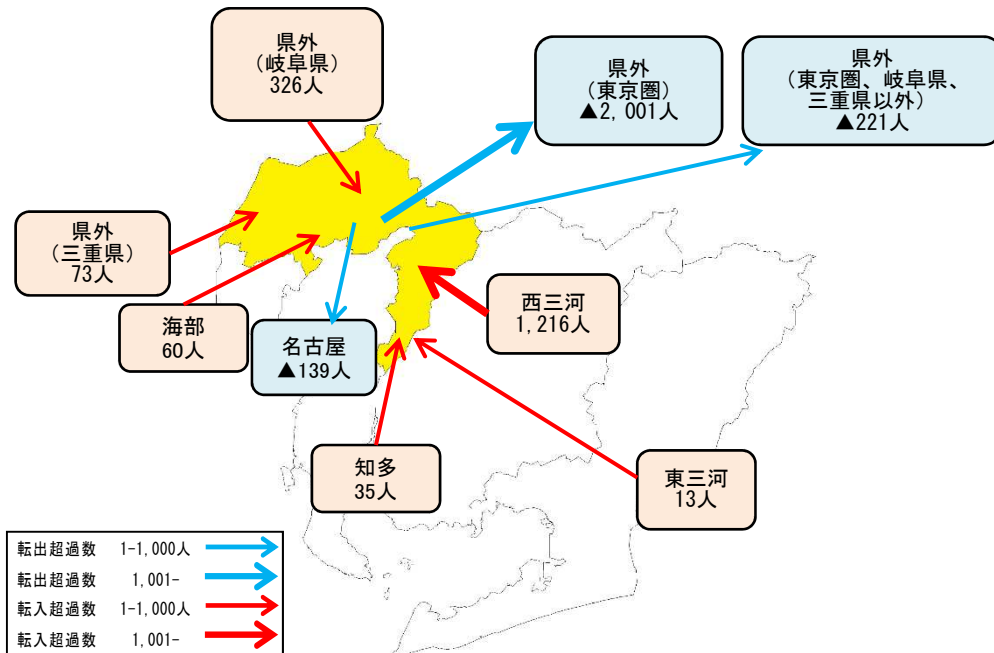 県外
（岐阜県）
326人
県外
（東京圏）
▲2,001人
県外
（東京圏、岐阜県、
三重県以外）
▲221人
県外
（三重県）
73人
海部
60人
名古屋
▲139人
西三河
1,216人
知多
35人
東三河
13人
転出超過数 1-1,000人
転出超過数 1,001-
転入超過数 1-1,000人
転入超過数 1,001-